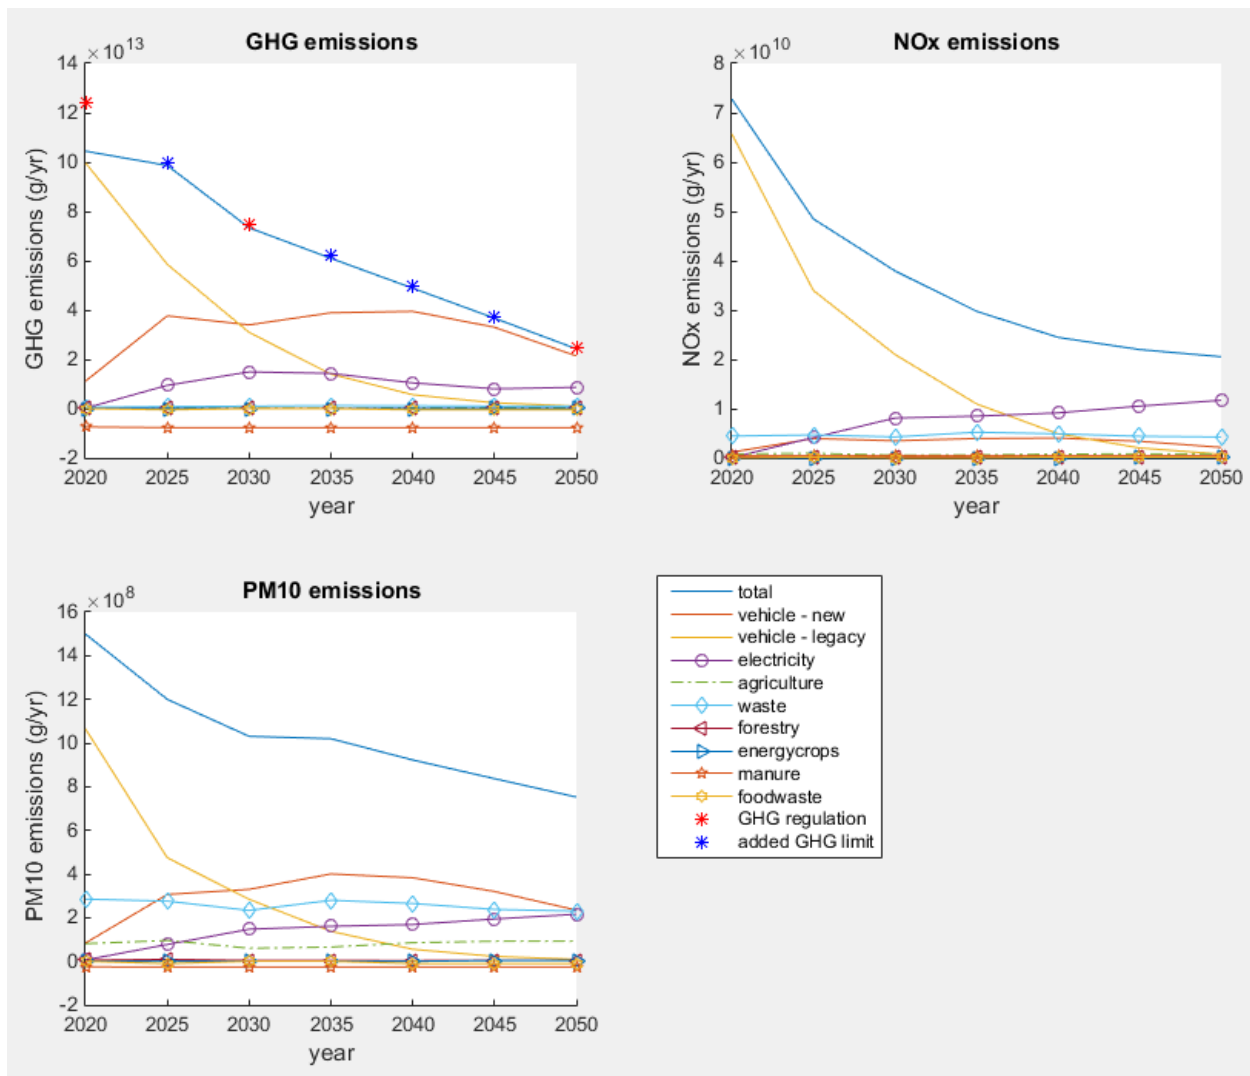 GHG emissions
×10^13
14
12
10
8
6
4
2
0
-2
GHG emissions (g/yr)
2020 2025 2030 2035 2040 2045 2050
year
NOx emissions
×10^10
8
7
6
5
4
3
2
1
0
NOx emissions (g/yr)
2020 2025 2030 2035 2040 2045 2050
year
PM10 emissions
×10^8
16
14
12
10
8
6
4
2
0
-2
PM10 emissions (g/yr)
2020 2025 2030 2035 2040 2045 2050
year
total
vehicle - new
vehicle - legacy
electricity
agriculture
waste
forestry
energycrops
manure
foodwaste
GHG regulation
added GHG limit